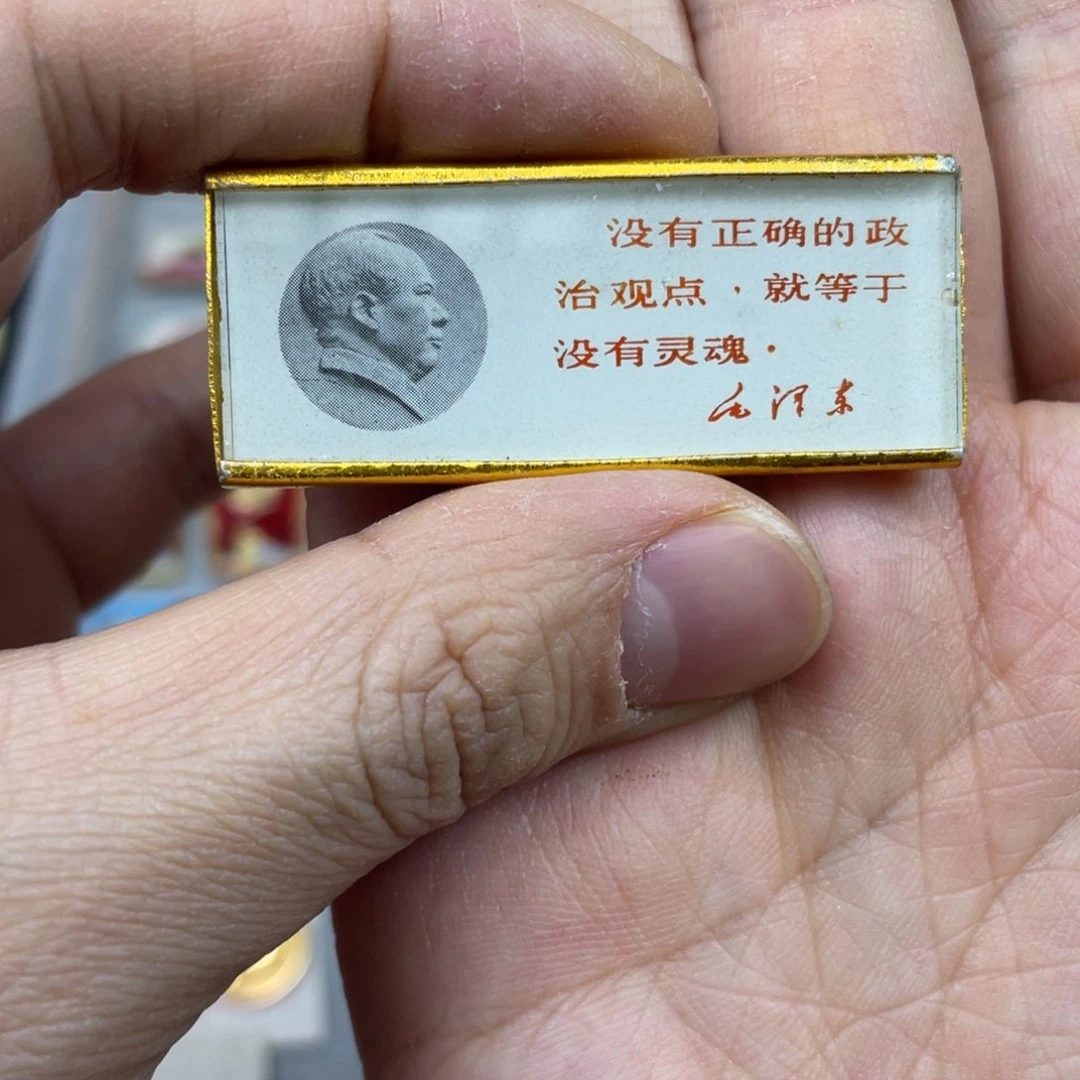 没有正确的政
治观点,就等于
没有灵魂.
毛泽东